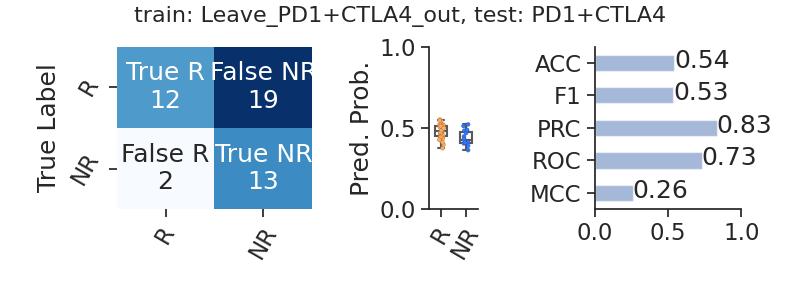 train: Leave_PD1+CTLA4_out, test: PD1+CTLA4
True Label
R
NR
True R
12
False NR
19
False R
2
True NR
13
R
NR
Pred. Prob.
1.0
0.5
0.0
R
NR
ACC
0.54
F1
0.53
PRC
0.83
ROC
0.73
MCC
0.26
0.0
0.5
1.0